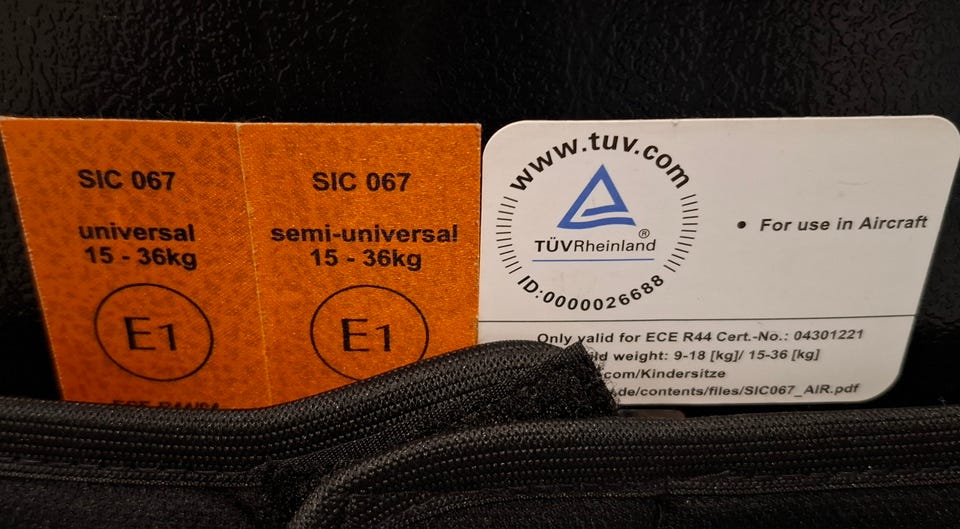 SIC 067
universal
15 - 36kg
E1
SIC 067
semi-universal
15 - 36kg
E1
www.tuv.com
TÜVRheinland®
ID:0000026688
• For use in Aircraft
Only valid for ECE R44 Cert.-No.: 04301221
weight: 9-18 [kg]/ 15-36 [kg]
.com/Kindersitze
.de/contents/files/SIC067_AIR.pdf